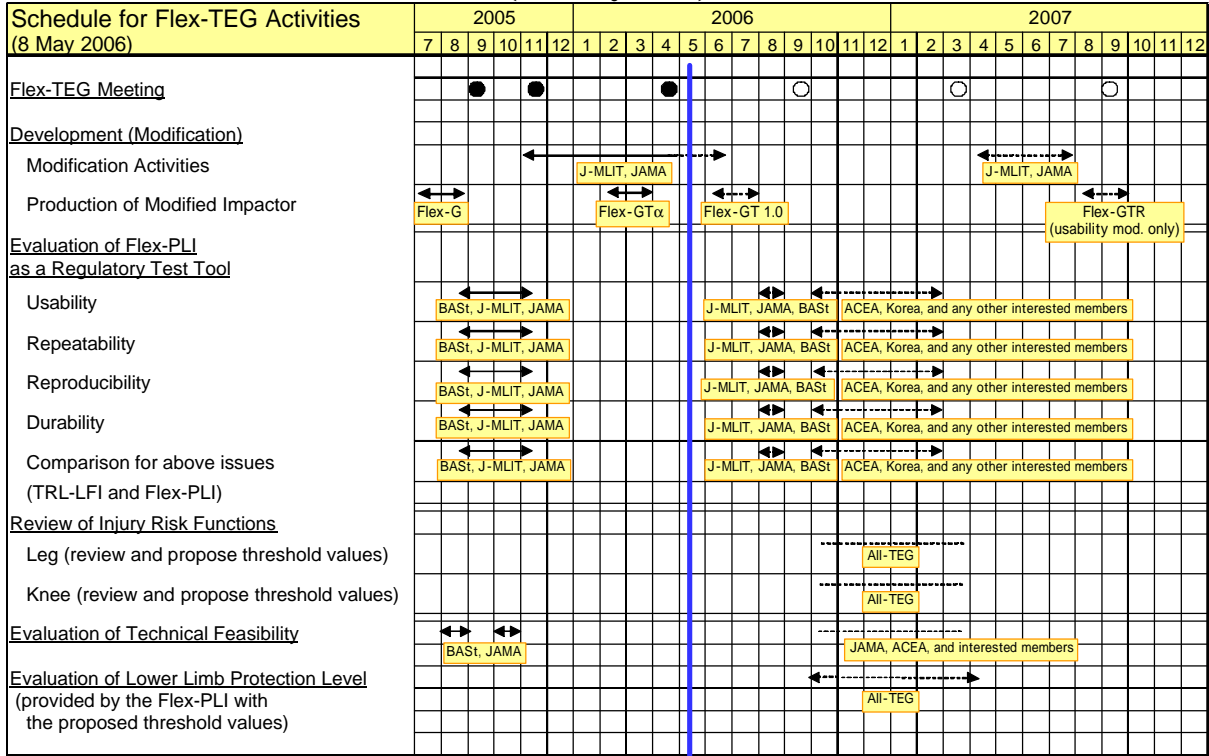 Schedule for Flex-TEG Activities
(8 May 2006)
2005 2006 2007
7 8 9 10 11 12 1 2 3 4 5 6 7 8 9 10 11 12 1 2 3 4 5 6 7 8 9 10 11 12
Flex-TEG Meeting
Development (Modification)
Modification Activities
J-MLIT, JAMA J-MLIT, JAMA
Production of Modified Impactor
Flex-G Flex-GTα Flex-GT 1.0 Flex-GTR
(usability mod. only)
Evaluation of Flex-PLI
as a Regulatory Test Tool
Usability
BASt, J-MLIT, JAMA J-MLIT, JAMA, BASt ACEA, Korea, and any other interested members
Repeatability
BASt, J-MLIT, JAMA J-MLIT, JAMA, BASt ACEA, Korea, and any other interested members
Reproducibility
BASt, J-MLIT, JAMA J-MLIT, JAMA, BASt ACEA, Korea, and any other interested members
Durability
BASt, J-MLIT, JAMA J-MLIT, JAMA, BASt ACEA, Korea, and any other interested members
Comparison for above issues
BASt, J-MLIT, JAMA J-MLIT, JAMA, BASt ACEA, Korea, and any other interested members
(TRL-LFI and Flex-PLI)
Review of Injury Risk Functions
Leg (review and propose threshold values)
All-TEG
Knee (review and propose threshold values)
All-TEG
Evaluation of Technical Feasibility
BASt, JAMA JAMA, ACEA, and interested members
Evaluation of Lower Limb Protection Level
(provided by the Flex-PLI with
All-TEG
the proposed threshold values)